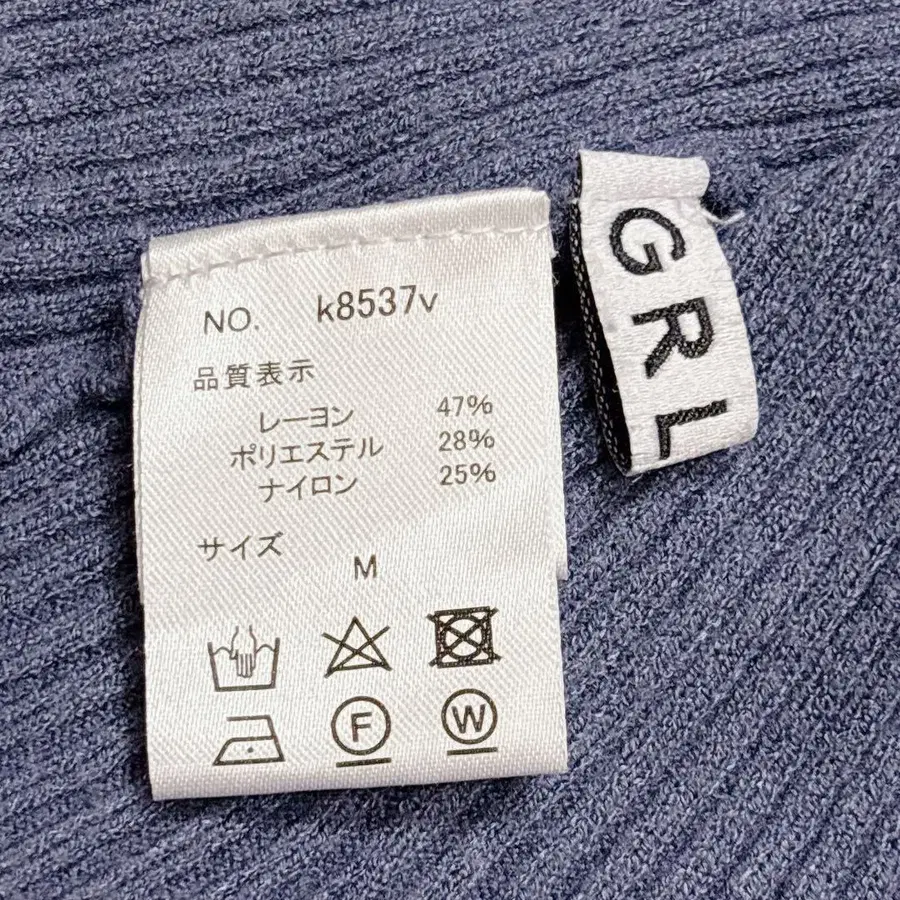 NO. k8537v
品質表示
レーヨン 47%
ポリエステル 28%
ナイロン 25%
サイズ
M
F W
GRL